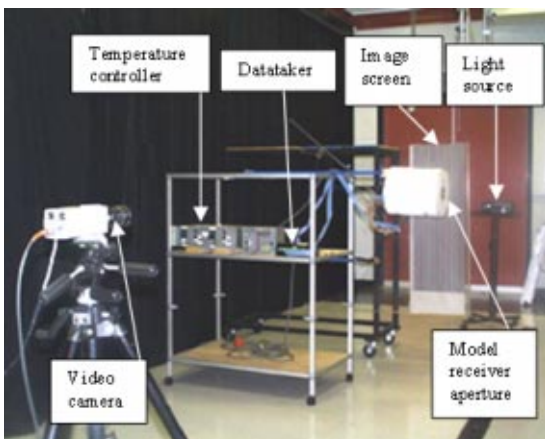 Temperature
controller
Datataker
Image
screen
Light
source
Video
camera
Model
receiver
aperture